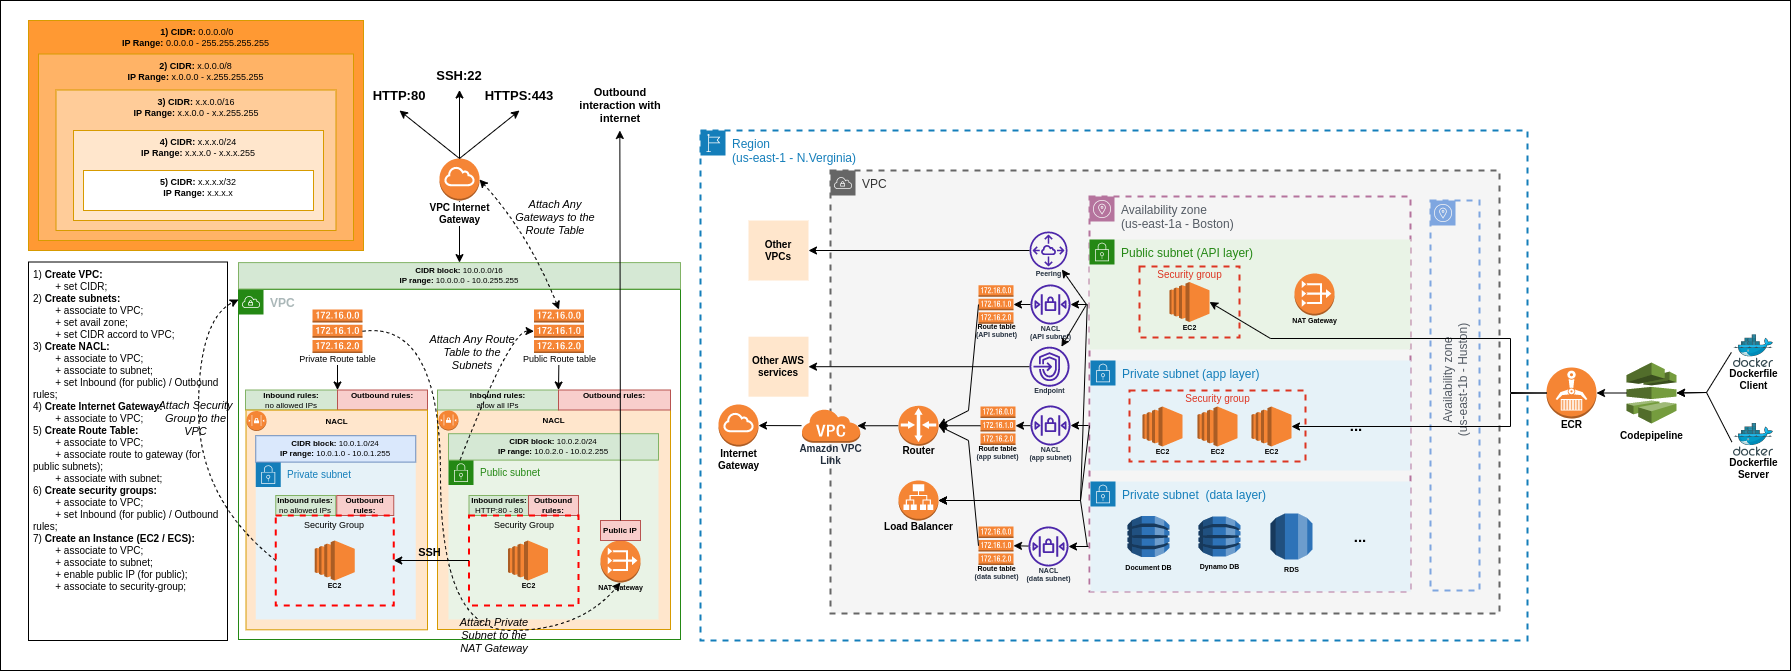 1) CIDR: 0.0.0.0/0
IP Range: 0.0.0.0 - 255.255.255.255
2) CIDR: x.0.0.0/8
IP Range: x.0.0.0 - x.255.255.255
3) CIDR: x.x.0.0/16
IP Range: x.x.0.0 - x.x.255.255
4) CIDR: x.x.x.0/24
IP Range: x.x.x.0 - x.x.x.255
5) CIDR: x.x.x.x/32
IP Range: x.x.x.x
1) Create VPC:
+ set CIDR;
2) Create subnets:
+ associate to VPC;
+ set avail zone;
+ set CIDR accord to VPC;
3) Create NACL:
+ associate to VPC;
+ associate to subnet;
+ set Inbound (for public) / Outbound
rules;
4) Create Internet Gateway:
+ associate to VPC;
5) Create Route Table:
+ associate to VPC;
+ associate route to gateway (for
public subnets);
+ associate with subnet;
6) Create security groups:
+ associate to VPC;
+ set Inbound (for public) / Outbound
rules;
7) Create an Instance (EC2 / ECS):
+ associate to VPC;
+ associate to subnet;
+ enable public IP (for public);
+ associate to security-group;
Attach Security
Group to the
VPC
SSH:22
HTTP:80
HTTPS:443
VPC Internet
Gateway
Attach Any
Gateways to the
Route Table
Outbound
interaction with
internet
CIDR block: 10.0.0.0/16
IP range: 10.0.0.0 - 10.0.255.255
VPC
172.16.0.0
172.16.1.0
172.16.2.0
Private Route table
172.16.0.0
172.16.1.0
172.16.2.0
Public Route table
Attach Any Route
Table to the
Subnets
Inbound rules:
no allowed IPs
Outbound rules:
NACL
CIDR block: 10.0.1.0/24
IP range: 10.0.1.0 - 10.0.1.255
Private subnet
Inbound rules:
no allowed IPs
Outbound
rules:
Security Group
EC2
Inbound rules:
allow all IPs
Outbound rules:
NACL
CIDR block: 10.0.2.0/24
IP range: 10.0.2.0 - 10.0.2.255
Public subnet
Inbound rules:
HTTP:80 - 80
Outbound
rules:
Security Group
EC2
SSH
Public IP
NAT Gateway
Attach Private
Subnet to the
NAT Gateway
Region
(us-east-1 - N.Verginia)
VPC
Other
VPCs
Other AWS
services
Internet
Gateway
Amazon VPC
Link
VPC
Router
Load Balancer
Peering
172.16.0.0
172.16.1.0
172.16.2.0
Route table
(API subnet)
NACL
(API subnet)
Endpoint
172.16.0.0
172.16.1.0
172.16.2.0
Route table
(app subnet)
NACL
(app subnet)
172.16.0.0
172.16.1.0
172.16.2.0
Route table
(data subnet)
NACL
(data subnet)
Availability zone
(us-east-1a - Boston)
Public subnet (API layer)
Security group
EC2
NAT Gateway
Private subnet (app layer)
Security group
EC2
EC2
EC2
...
Private subnet (data layer)
Document DB
Dynamo DB
RDS
...
Availability zone
(us-east-1b - Huston)
ECR
Codepipeline
docker
Dockerfile
Client
docker
Dockerfile
Server